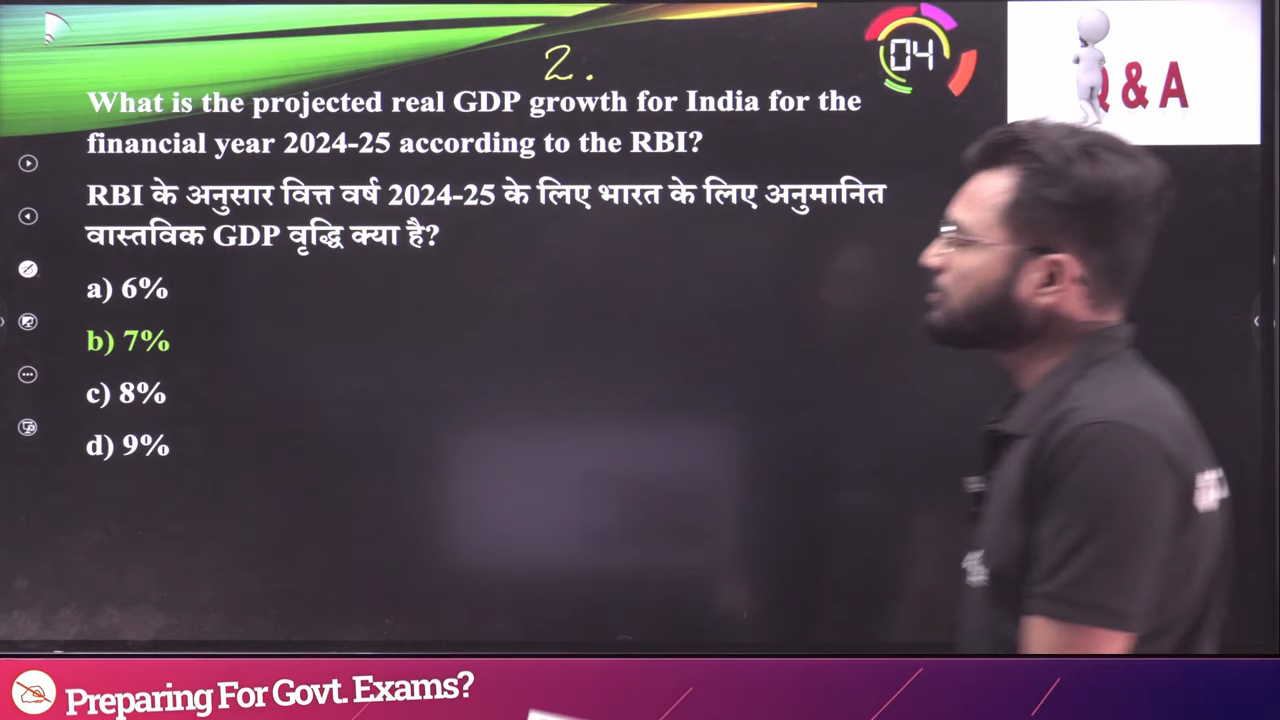 2.
04
Q & A
What is the projected real GDP growth for India for the
financial year 2024-25 according to the RBI?
RBI के अनुसार वित्त वर्ष 2024-25 के लिए भारत के लिए अनुमानित
वास्तविक GDP वृद्धि क्या है?
a) 6%
b) 7%
c) 8%
d) 9%
Preparing For Govt. Exams?